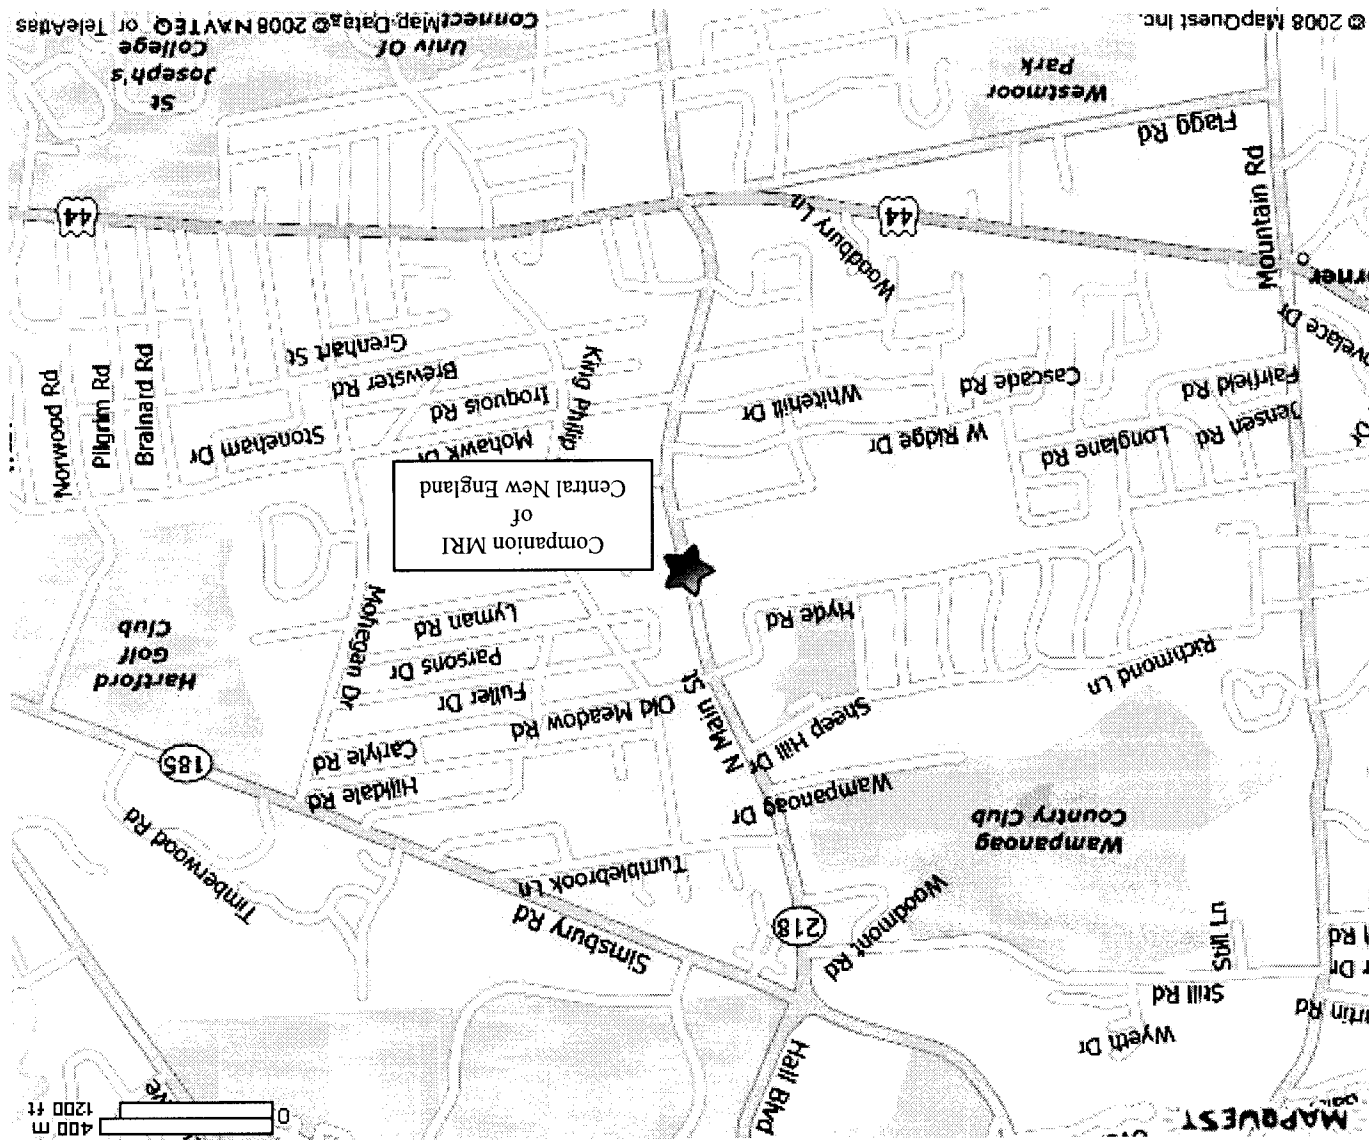 MAPQUEST
0
400 m
1200 ft
Hall Blvd
Wyeth Dr
Still Rd
Still Ln
Woodmont Rd
218
Simsbury Rd
Timberwood Rd
Tumblebrook Ln
Wampanoag
Country Club
Wampanoag Dr
Hilldale Rd
Carlyle Rd
185
Sheep Hill Dr
N Main St
Old Meadow Rd
Fuller Dr
Parsons Dr
Lyman Rd
Mohegan Dr
Hartford
Golf
Club
Richmond Ln
Hyde Rd
Companion MRI
of
Central New England
Jensen Rd
Longlane Rd
W Ridge Dr
Mohawk Dr
Stoneham Dr
Fairfield Rd
Cascade Rd
Whitehill Dr
King Phillip
Iroquois Rd
Brewster Rd
Grenhart St
Brainard Rd
Pilgrim Rd
Norwood Rd
Mountain Rd
44
Woodbury Ln
44
Flagg Rd
Westmoor
Park
Univ Of
Connect
St
Joseph's
College
© 2008 MapQuest Inc.
Map Data © 2008 NAVTEQ or TeleAtlas